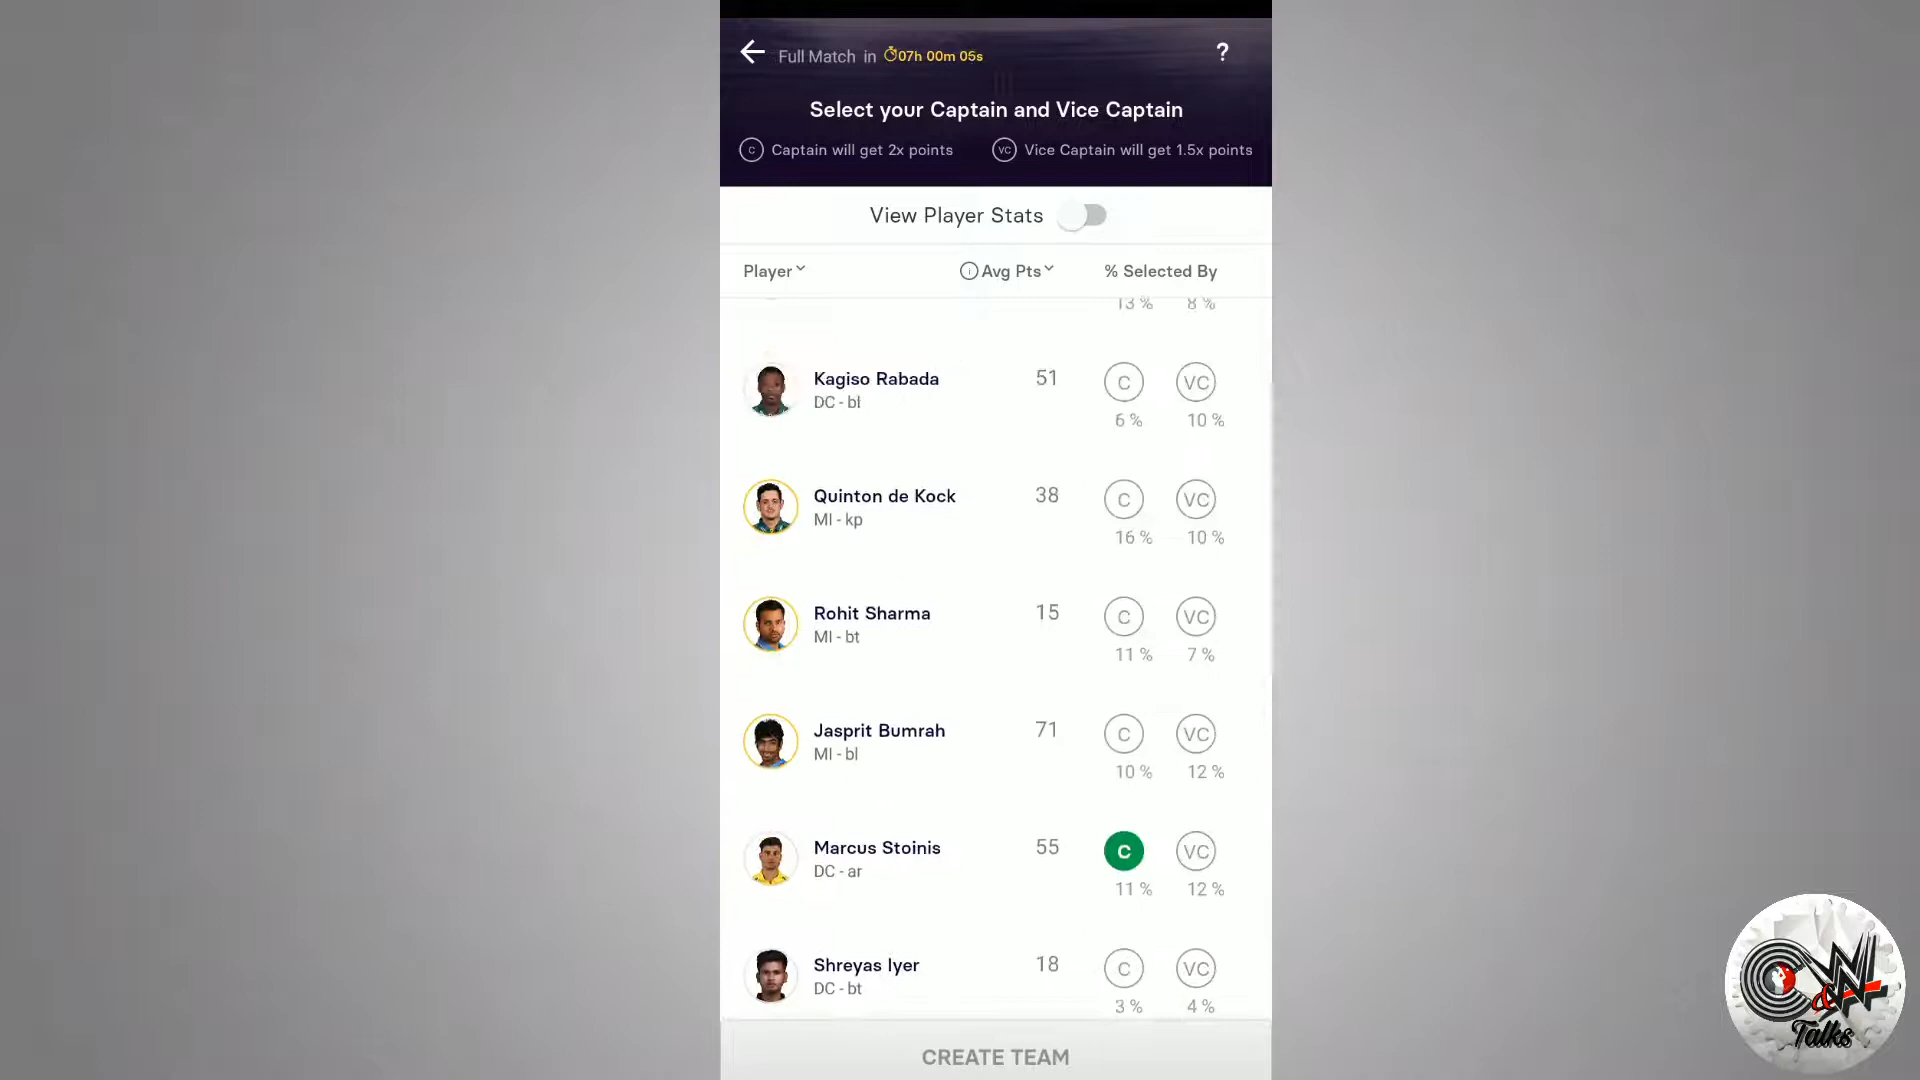 Full Match in 07h 00m 05s
?
Select your Captain and Vice Captain
C Captain will get 2x points VC Vice Captain will get 1.5x points
View Player Stats
Player Avg Pts % Selected By
13 % 8 %
Kagiso Rabada 51 C VC
DC - bl
6 % 10 %
Quinton de Kock 38 C VC
MI - kp
16 % 10 %
Rohit Sharma 15 C VC
MI - bt
11 % 7 %
Jasprit Bumrah 71 C VC
MI - bl
10 % 12 %
Marcus Stoinis 55 C VC
DC - ar
11 % 12 %
Shreyas Iyer 18 C VC
DC - bt
3 % 4 %
CREATE TEAM
C&W
Talks